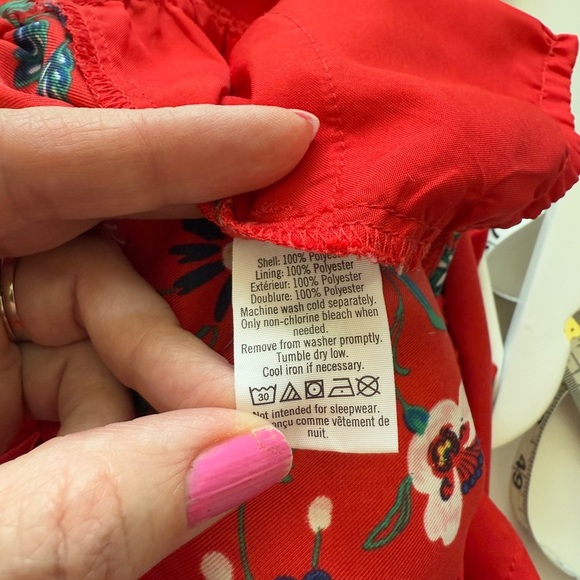 Shell: 100% Polyester
Lining: 100% Polyester
Extérieur: 100% Polyester
Doublure: 100% Polyester
Machine wash cold separately.
Only non-chlorine bleach when
needed.
Remove from washer promptly.
Tumble dry low.
Cool iron if necessary.
30
Not intended for sleepwear.
conçu comme vêtement de
nuit.
49